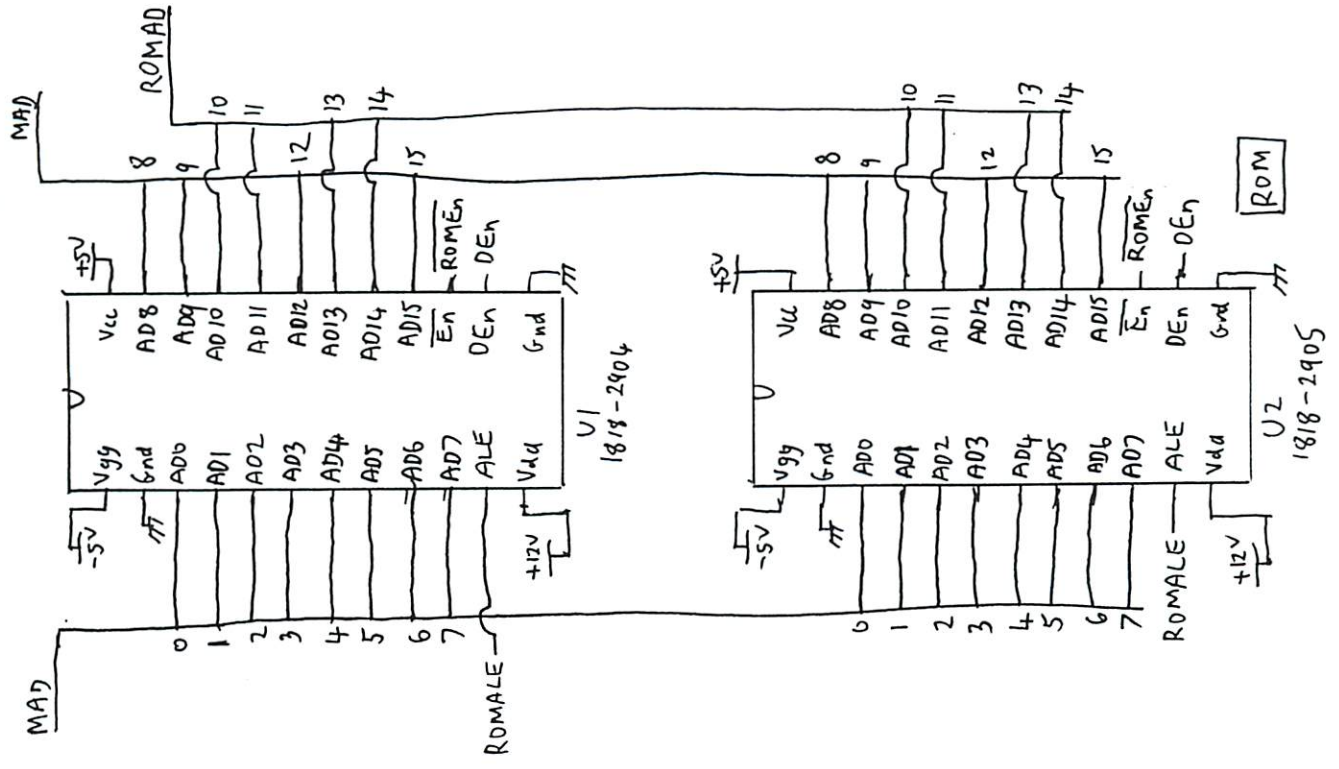 MAD
ROMAD
MAD
+5V
-5V
Vgg
Gnd
AD0
AD1
AD2
AD3
AD4
AD5
AD6
AD7
ALE
Vdd
+12V
Vcc
AD8
AD9
AD10
AD11
AD12
AD13
AD14
AD15
En
DEn
Gnd
0
1
2
3
4
5
6
7
ROMALE
8
9
10
11
12
13
14
15
ROMEn
DEn
U1
1818-2904
+5V
-5V
Vgg
Gnd
AD0
AD1
AD2
AD3
AD4
AD5
AD6
AD7
ALE
Vdd
+12V
Vcc
AD8
AD9
AD10
AD11
AD12
AD13
AD14
AD15
En
DEn
Gnd
0
1
2
3
4
5
6
7
ROMALE
8
9
10
11
12
13
14
15
ROMEn
DEn
U2
1818-2905
ROM